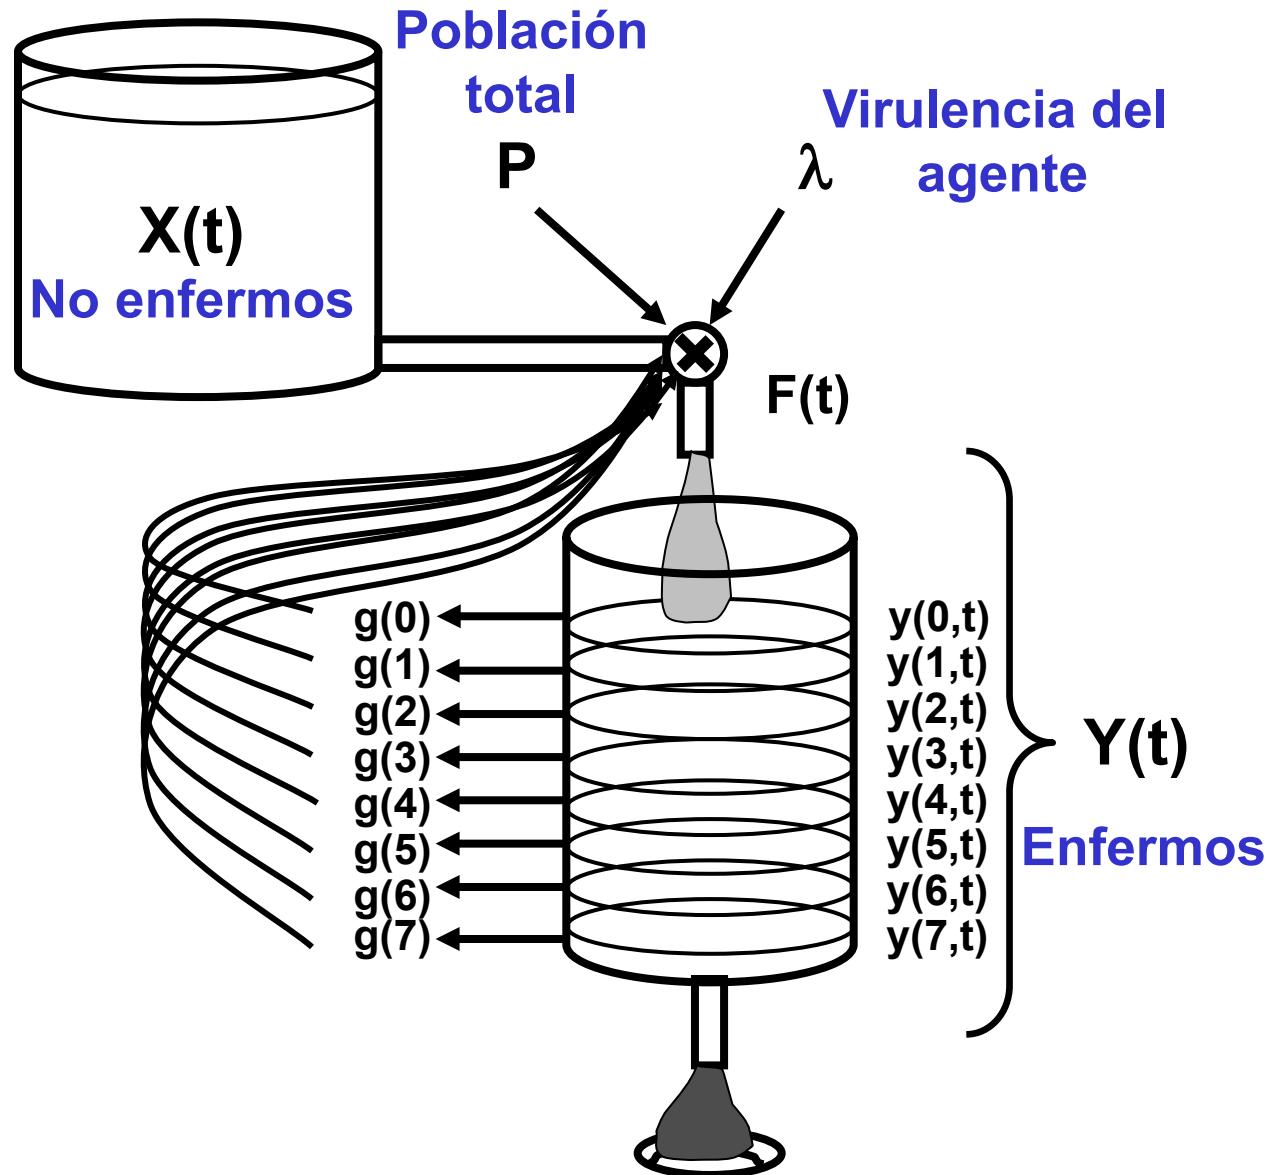 Población
total
P
Virulencia del
agente
λ
X(t)
No enfermos
F(t)
g(0)
g(1)
g(2)
g(3)
g(4)
g(5)
g(6)
g(7)
y(0,t)
y(1,t)
y(2,t)
y(3,t)
y(4,t)
y(5,t)
y(6,t)
y(7,t)
Y(t)
Enfermos